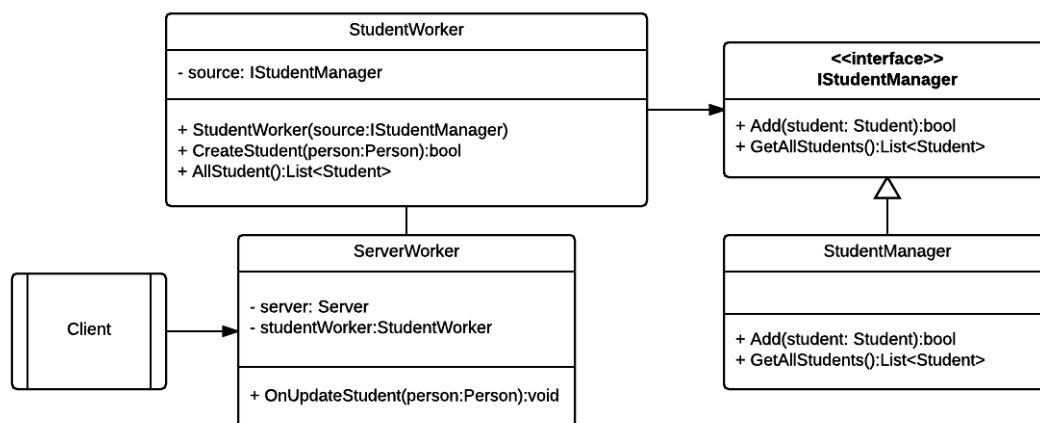 StudentWorker
- source: IStudentManager
+ StudentWorker(source:IStudentManager)
+ CreateStudent(person:Person):bool
+ AllStudent():List<Student>
<<interface>>
IStudentManager
+ Add(student: Student):bool
+ GetAllStudents():List<Student>
Client
ServerWorker
- server: Server
- studentWorker:StudentWorker
+ OnUpdateStudent(person:Person):void
StudentManager
+ Add(student: Student):bool
+ GetAllStudents():List<Student>